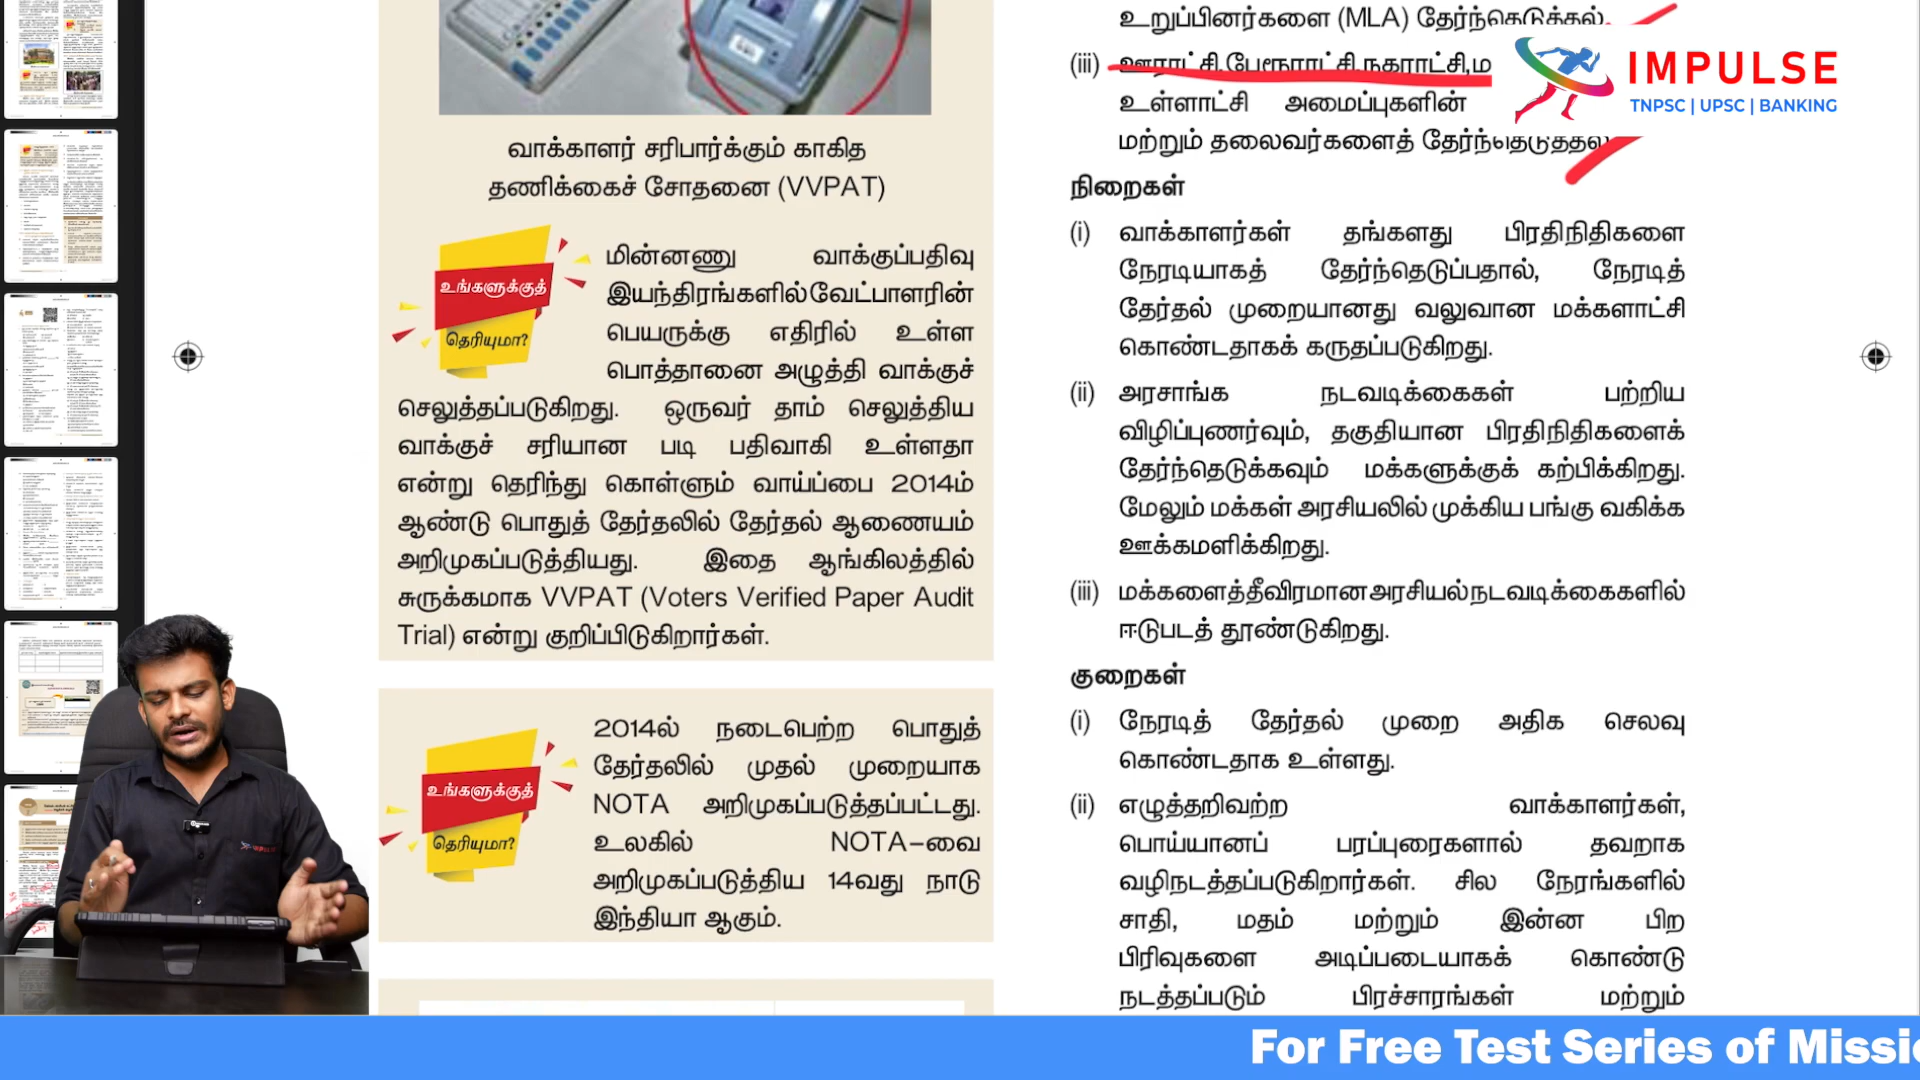 வாக்காளர் சரிபார்க்கும் காகித
தணிக்கைச் சோதனை (VVPAT)
உங்களுக்குத்
தெரியுமா?
மின்னணு வாக்குப்பதிவு
இயந்திரங்களில் வேட்பாளரின்
பெயருக்கு எதிரில் உள்ள
பொத்தானை அழுத்தி வாக்குச்
செலுத்தப்படுகிறது. ஒருவர் தாம் செலுத்திய
வாக்குச் சரியான படி பதிவாகி உள்ளதா
என்று தெரிந்து கொள்ளும் வாய்ப்பை 2014ம்
ஆண்டு பொதுத் தேர்தலில் தேர்தல் ஆணையம்
அறிமுகப்படுத்தியது. இதை ஆங்கிலத்தில்
சுருக்கமாக VVPAT (Voters Verified Paper Audit
Trial) என்று குறிப்பிடுகிறார்கள்.
உங்களுக்குத்
தெரியுமா?
2014ல் நடைபெற்ற பொதுத்
தேர்தலில் முதல் முறையாக
NOTA அறிமுகப்படுத்தப்பட்டது.
உலகில் NOTA-வை
அறிமுகப்படுத்திய 14வது நாடு
இந்தியா ஆகும்.
உறுப்பினர்களை (MLA) தேர்ந்தெடுத்தல்
(iii) ஊராட்சி,பேரூராட்சி,நகராட்சி,ம
உள்ளாட்சி அமைப்புகளின்
மற்றும் தலைவர்களைத் தேர்ந்தெடுத்தல்
நிறைகள்
(i) வாக்காளர்கள் தங்களது பிரதிநிதிகளை
நேரடியாகத் தேர்ந்தெடுப்பதால், நேரடித்
தேர்தல் முறையானது வலுவான மக்களாட்சி
கொண்டதாகக் கருதப்படுகிறது.
(ii) அரசாங்க நடவடிக்கைகள் பற்றிய
விழிப்புணர்வும், தகுதியான பிரதிநிதிகளைக்
தேர்ந்தெடுக்கவும் மக்களுக்குக் கற்பிக்கிறது.
மேலும் மக்கள் அரசியலில் முக்கிய பங்கு வகிக்க
ஊக்கமளிக்கிறது.
(iii) மக்களைத்தீவிரமானஅரசியல்நடவடிக்கைகளில்
ஈடுபடத் தூண்டுகிறது.
குறைகள்
(i) நேரடித் தேர்தல் முறை அதிக செலவு
கொண்டதாக உள்ளது.
(ii) எழுத்தறிவற்ற வாக்காளர்கள்,
பொய்யானப் பரப்புரைகளால் தவறாக
வழிநடத்தப்படுகிறார்கள். சில நேரங்களில்
சாதி, மதம் மற்றும் இன்ன பிற
பிரிவுகளை அடிப்படையாகக் கொண்டு
நடத்தப்படும் பிரச்சாரங்கள் மற்றும்
IMPULSE
TNPSC | UPSC | BANKING
IMPULSE
For Free Test Series of Missi